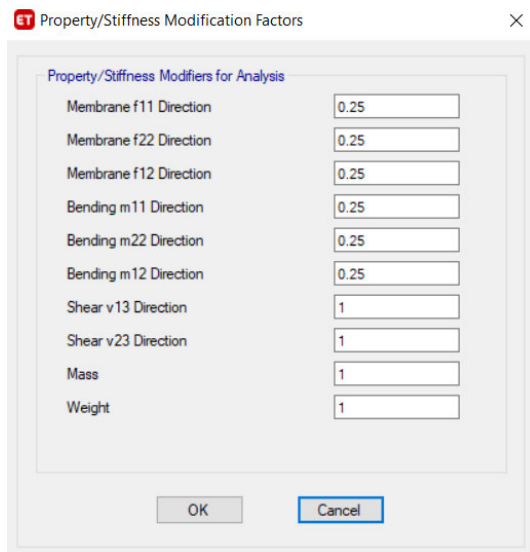 ET Property/Stiffness Modification Factors
Property/Stiffness Modifiers for Analysis
Membrane f11 Direction 0.25
Membrane f22 Direction 0.25
Membrane f12 Direction 0.25
Bending m11 Direction 0.25
Bending m22 Direction 0.25
Bending m12 Direction 0.25
Shear v13 Direction 1
Shear v23 Direction 1
Mass 1
Weight 1
OK Cancel